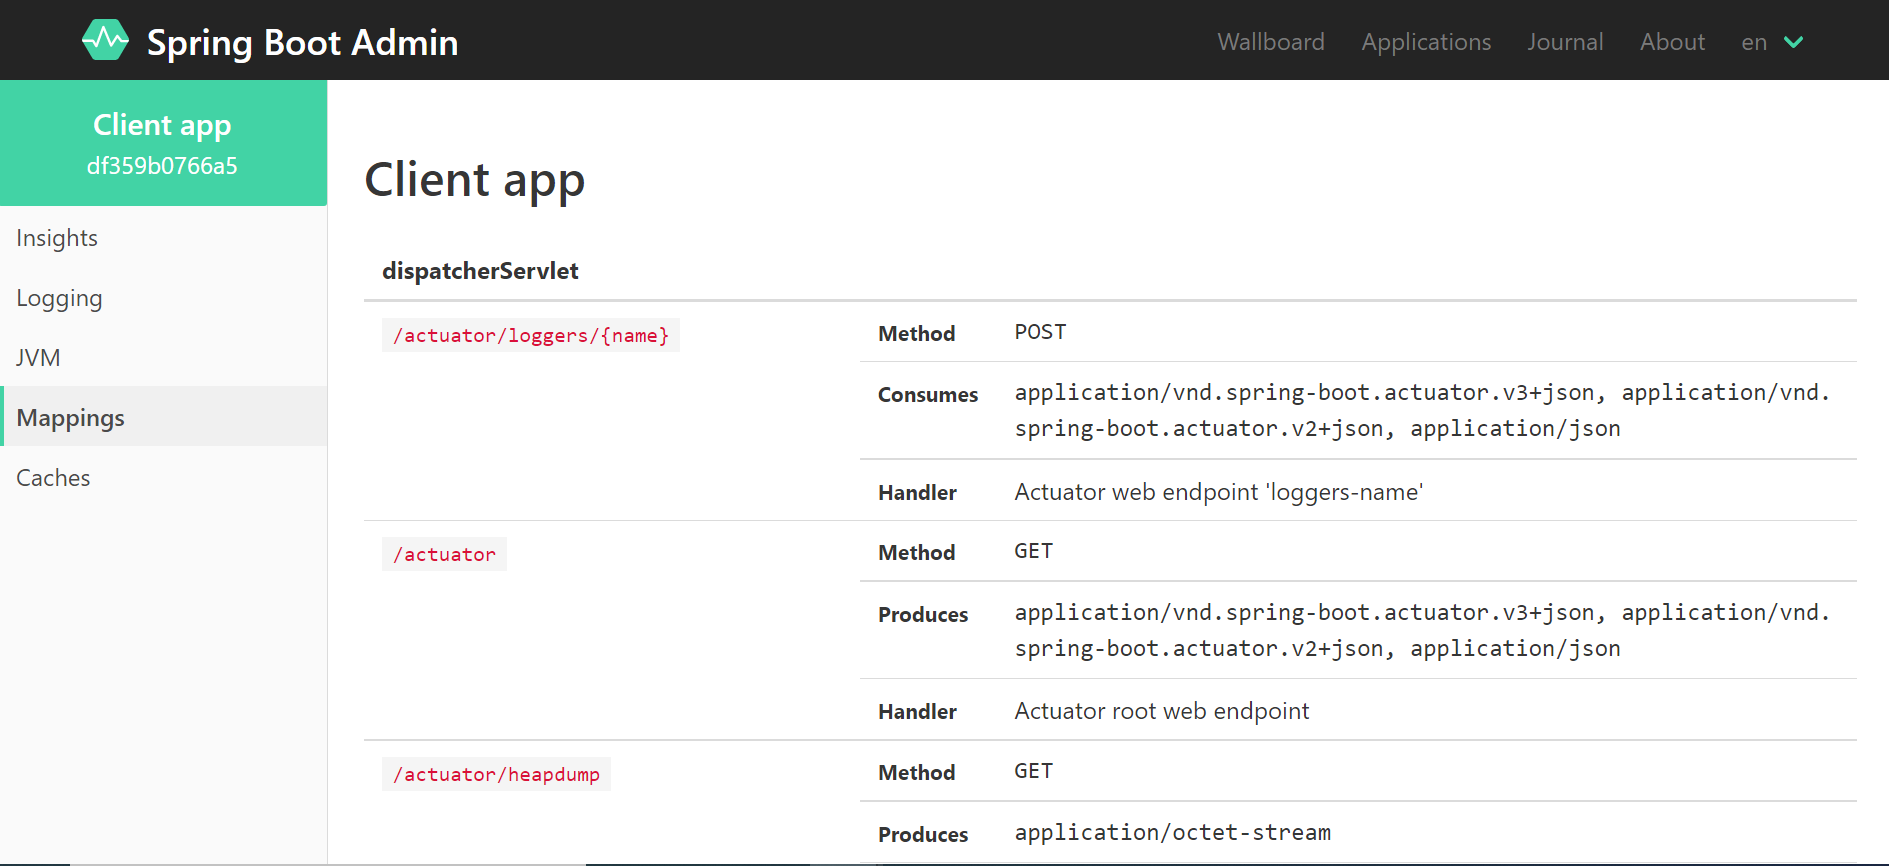 Spring Boot Admin
Wallboard Applications Journal About en
Client app
df359b0766a5
Insights
Logging
JVM
Mappings
Caches
Client app
dispatcherServlet
/actuator/loggers/{name} Method POST
Consumes application/vnd.spring-boot.actuator.v3+json, application/vnd.
spring-boot.actuator.v2+json, application/json
Handler Actuator web endpoint 'loggers-name'
/actuator Method GET
Produces application/vnd.spring-boot.actuator.v3+json, application/vnd.
spring-boot.actuator.v2+json, application/json
Handler Actuator root web endpoint
/actuator/heapdump Method GET
Produces application/octet-stream